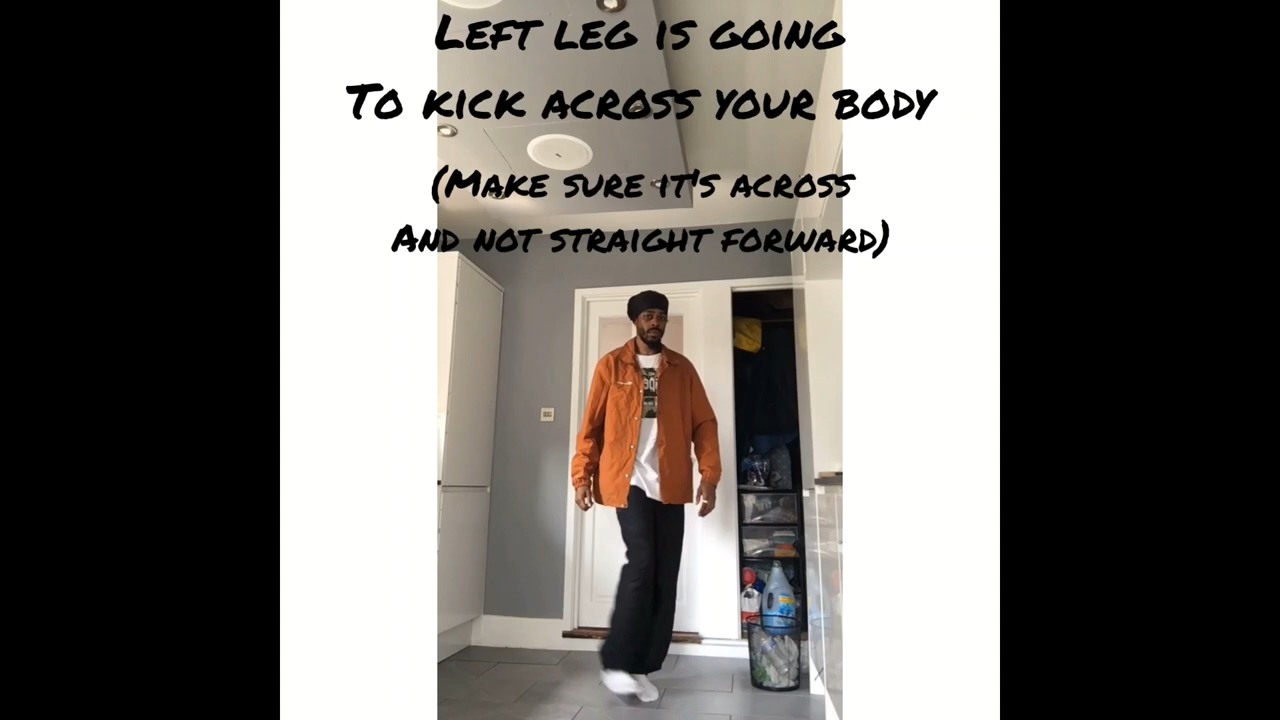 Left leg is going
To kick across your body
(Make sure it's across
And not straight forward)